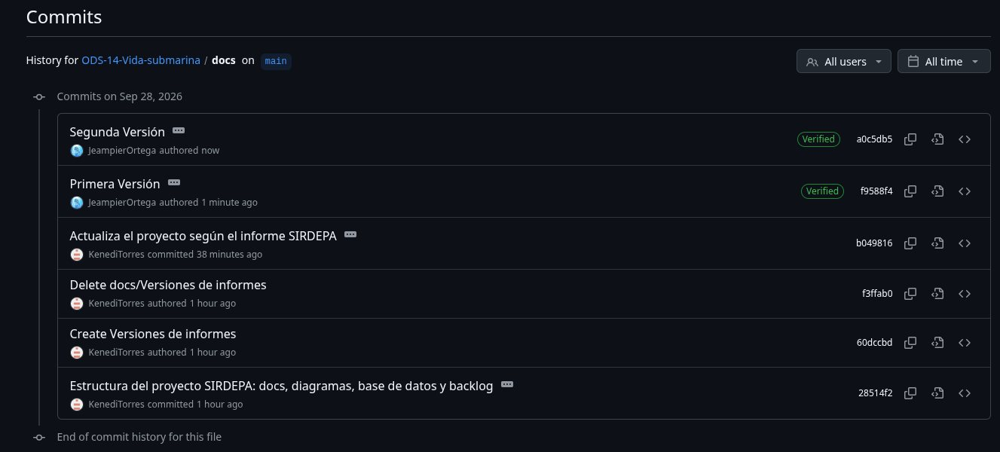 Commits
History for ODS-14-Vida-submarina / docs on main
All users
All time
Commits on Sep 28, 2026
Segunda Versión
JeampierOrtega authored now
Verified
a0c5db5
Primera Versión
JeampierOrtega authored 1 minute ago
Verified
f9588f4
Actualiza el proyecto según el informe SIRDEPA
KenediTorres committed 38 minutes ago
b049816
Delete docs/Versiones de informes
KenediTorres authored 1 hour ago
f3ffab0
Create Versiones de informes
KenediTorres authored 1 hour ago
60dccbd
Estructura del proyecto SIRDEPA: docs, diagramas, base de datos y backlog
KenediTorres committed 1 hour ago
28514f2
End of commit history for this file